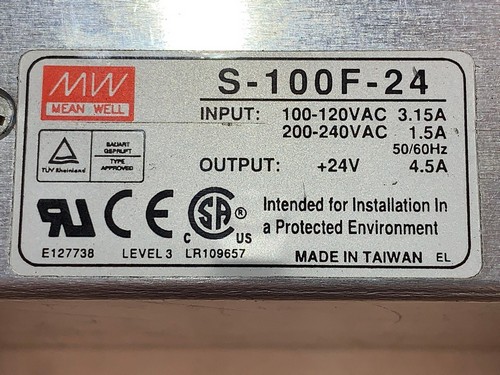 MW
MEAN WELL
S-100F-24
INPUT: 100-120VAC 3.15A
200-240VAC 1.5A
50/60Hz
OUTPUT: +24V 4.5A
TÜV Rheinland
BAUART
GEPRÜFT
TYPE
APPROVED
RU CE
C SA ® US
Intended for Installation In
a Protected Environment
E127738 LEVEL 3 LR109657
MADE IN TAIWAN EL